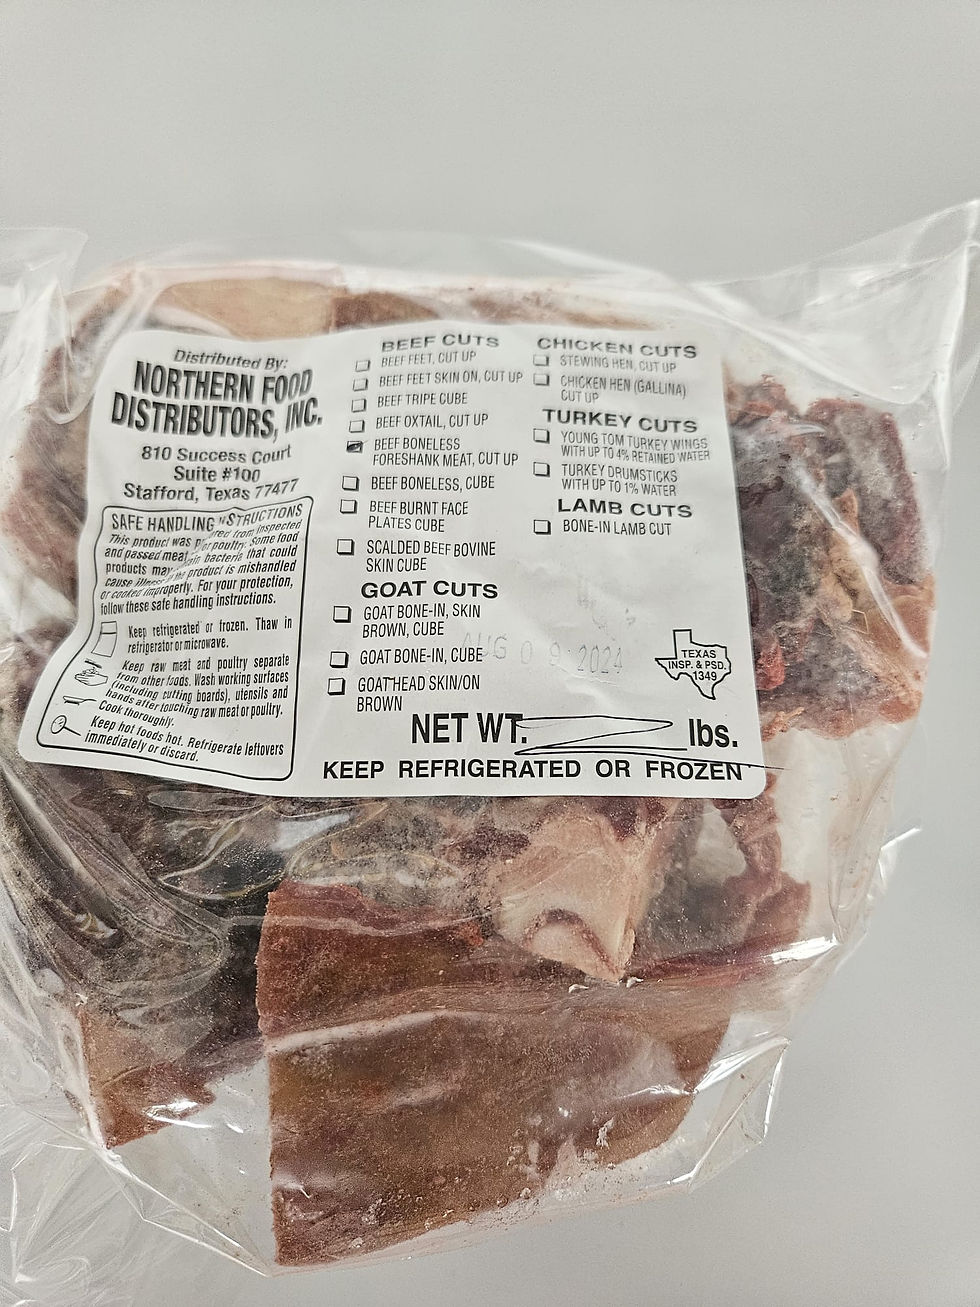 Distributed By:
NORTHERN FOOD
DISTRIBUTORS, INC.
810 Success Court
Suite #100
Stafford, Texas 77477
SAFE HANDLING STRUCTIONS
This product was from inspected
and passed meat poultry. Some food
products may bacteria that could
cause the product is mishandled
or cooked improperly. For your protection,
follow these safe handling instructions.
Keep refrigerated or frozen. Thaw in
refrigerator or microwave.
Keep raw meat and poultry separate
from other foods. Wash working surfaces
(including cutting boards), utensils and
hands after touching raw meat or poultry.
Cook thoroughly.
Keep hot foods hot. Refrigerate leftovers
immediately or discard.
BEEF CUTS
BEEF FEET, CUT UP
BEEF FEET SKIN ON, CUT UP
BEEF TRIPE CUBE
BEEF OXTAIL, CUT UP
BEEF BONELESS
FORESHANK MEAT, CUT UP
BEEF BONELESS, CUBE
BEEF BURNT FACE
PLATES CUBE
SCALDED BEEF BOVINE
SKIN CUBE
GOAT CUTS
GOAT BONE-IN, SKIN
BROWN, CUBE
GOAT BONE-IN, CUBE
GOAT HEAD SKIN/ON
BROWN
CHICKEN CUTS
STEWING HEN, CUT UP
CHICKEN HEN (GALLINA)
CUT UP
TURKEY CUTS
YOUNG TOM TURKEY WINGS
WITH UP TO 4% RETAINED WATER
TURKEY DRUMSTICKS
WITH UP TO 1% WATER
LAMB CUTS
BONE-IN LAMB CUT
AUG 09 2024
TEXAS
INSP. & PSD.
1349
NET WT. lbs.
KEEP REFRIGERATED OR FROZEN